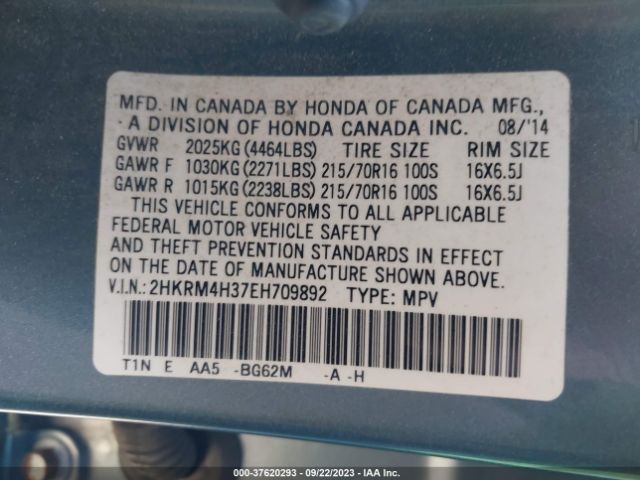 MFD. IN CANADA BY HONDA OF CANADA MFG.,
A DIVISION OF HONDA CANADA INC. 08/'14
GVWR 2025KG (4464LBS) TIRE SIZE RIM SIZE
GAWR F 1030KG (2271LBS) 215/70R16 100S 16X6.5J
GAWR R 1015KG (2238LBS) 215/70R16 100S 16X6.5J
THIS VEHICLE CONFORMS TO ALL APPLICABLE
FEDERAL MOTOR VEHICLE SAFETY
AND THEFT PREVENTION STANDARDS IN EFFECT
ON THE DATE OF MANUFACTURE SHOWN ABOVE.
V.I.N.: 2HKRM4H37EH709892 TYPE: MPV
T1N E AA5 -BG62M -A -H
000-37620293 - 09/22/2023 - IAA Inc.